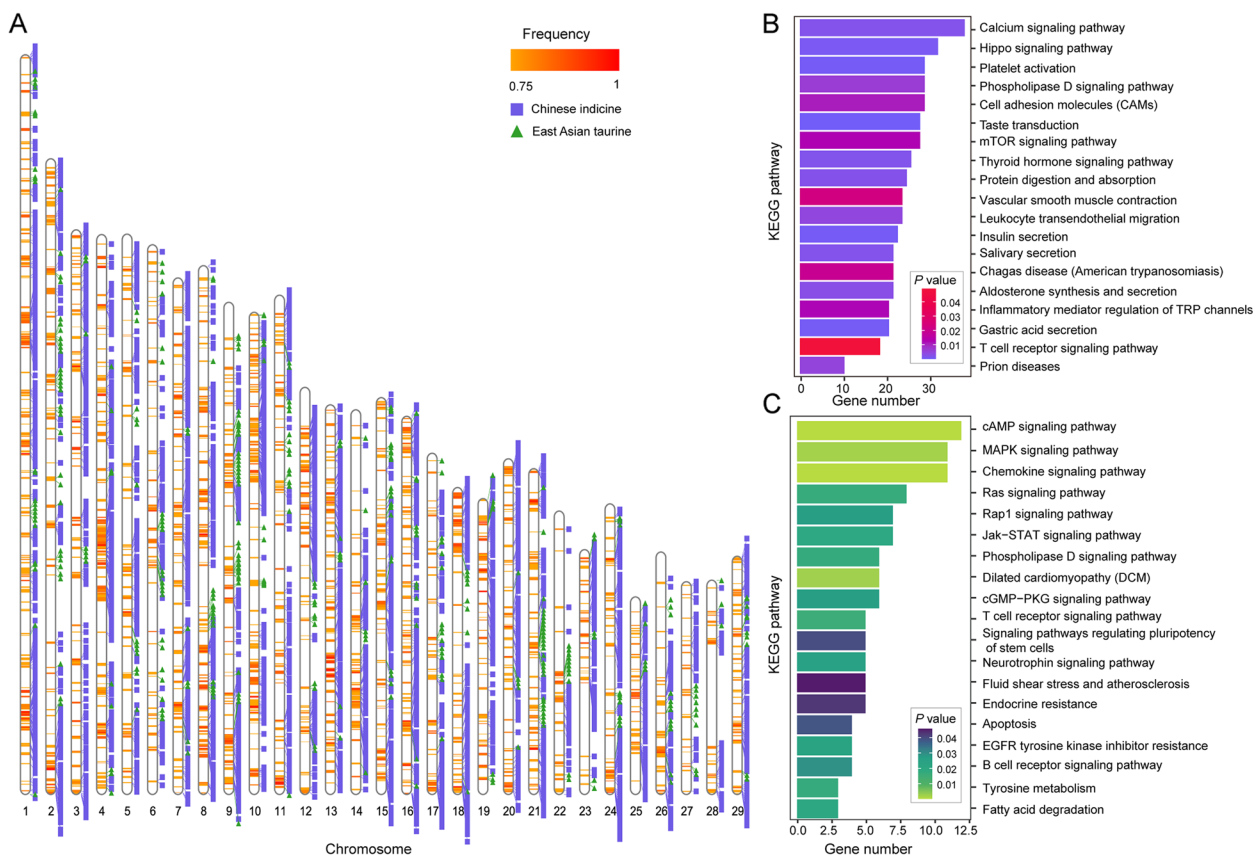 A
Frequency
0.75 1
Chinese indicine
East Asian taurine
1 2 3 4 5 6 7 8 9 10 11 12 13 14 15 16 17 18 19 20 21 22 23 24 25 26 27 28 29
Chromosome
B
KEGG pathway
Calcium signaling pathway
Hippo signaling pathway
Platelet activation
Phospholipase D signaling pathway
Cell adhesion molecules (CAMs)
Taste transduction
mTOR signaling pathway
Thyroid hormone signaling pathway
Protein digestion and absorption
Vascular smooth muscle contraction
Leukocyte transendothelial migration
Insulin secretion
Salivary secretion
Chagas disease (American trypanosomiasis)
Aldosterone synthesis and secretion
Inflammatory mediator regulation of TRP channels
Gastric acid secretion
T cell receptor signaling pathway
Prion diseases
P value
0.04
0.03
0.02
0.01
0 10 20 30
Gene number
C
KEGG pathway
cAMP signaling pathway
MAPK signaling pathway
Chemokine signaling pathway
Ras signaling pathway
Rap1 signaling pathway
Jak−STAT signaling pathway
Phospholipase D signaling pathway
Dilated cardiomyopathy (DCM)
cGMP−PKG signaling pathway
T cell receptor signaling pathway
Signaling pathways regulating pluripotency
of stem cells
Neurotrophin signaling pathway
Fluid shear stress and atherosclerosis
Endocrine resistance
Apoptosis
EGFR tyrosine kinase inhibitor resistance
B cell receptor signaling pathway
Tyrosine metabolism
Fatty acid degradation
P value
0.04
0.03
0.02
0.01
0.0 2.5 5.0 7.5 10.0 12.5
Gene number